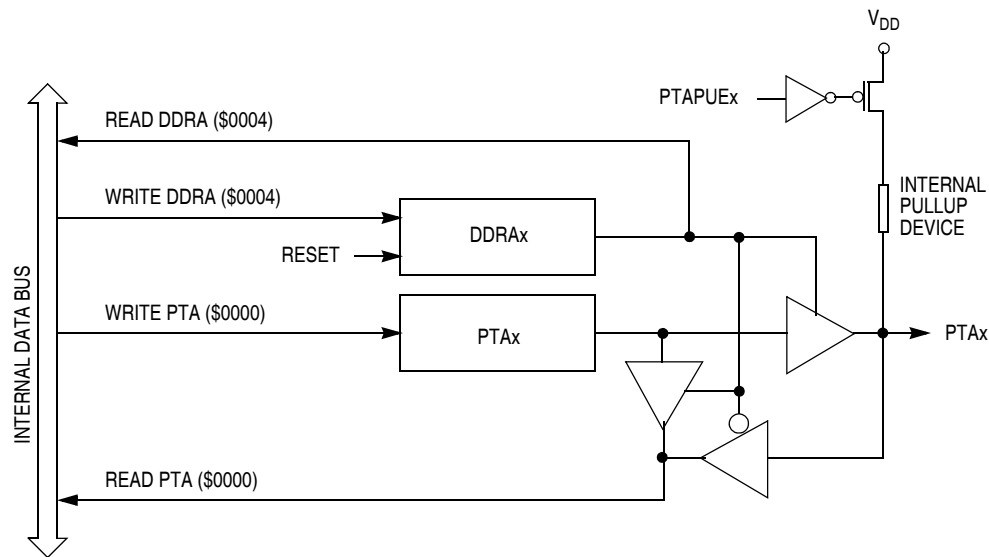 VDD
PTAPUEx
READ DDRA ($0004)
WRITE DDRA ($0004)
INTERNAL
PULLUP
DEVICE
DDRAx
RESET
WRITE PTA ($0000)
PTAx
PTAx
INTERNAL DATA BUS
READ PTA ($0000)